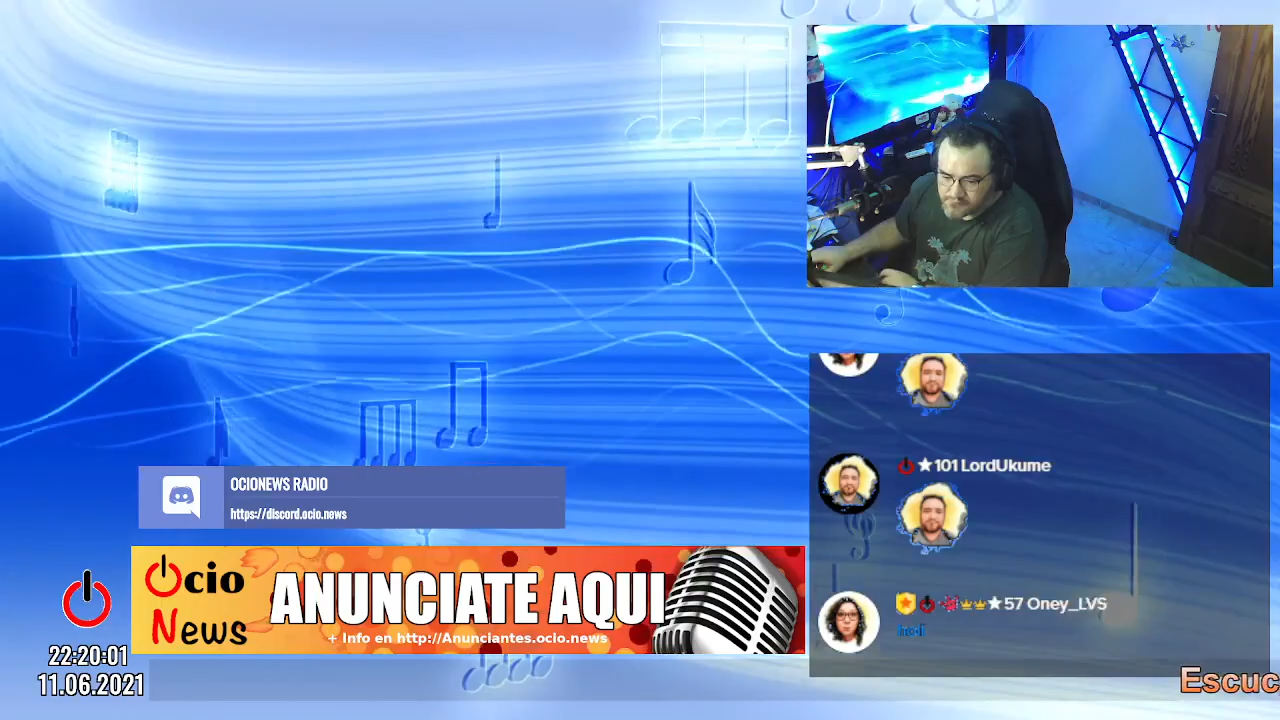 OCIONEWS RADIO
https://discord.ocio.news
Ocio
News
ANUNCIATE AQUI
+ Info en http://Anunciantes.ocio.news
22:20:01
11.06.2021
★101 LordUkume
★57 Oney_LVS
Escuc